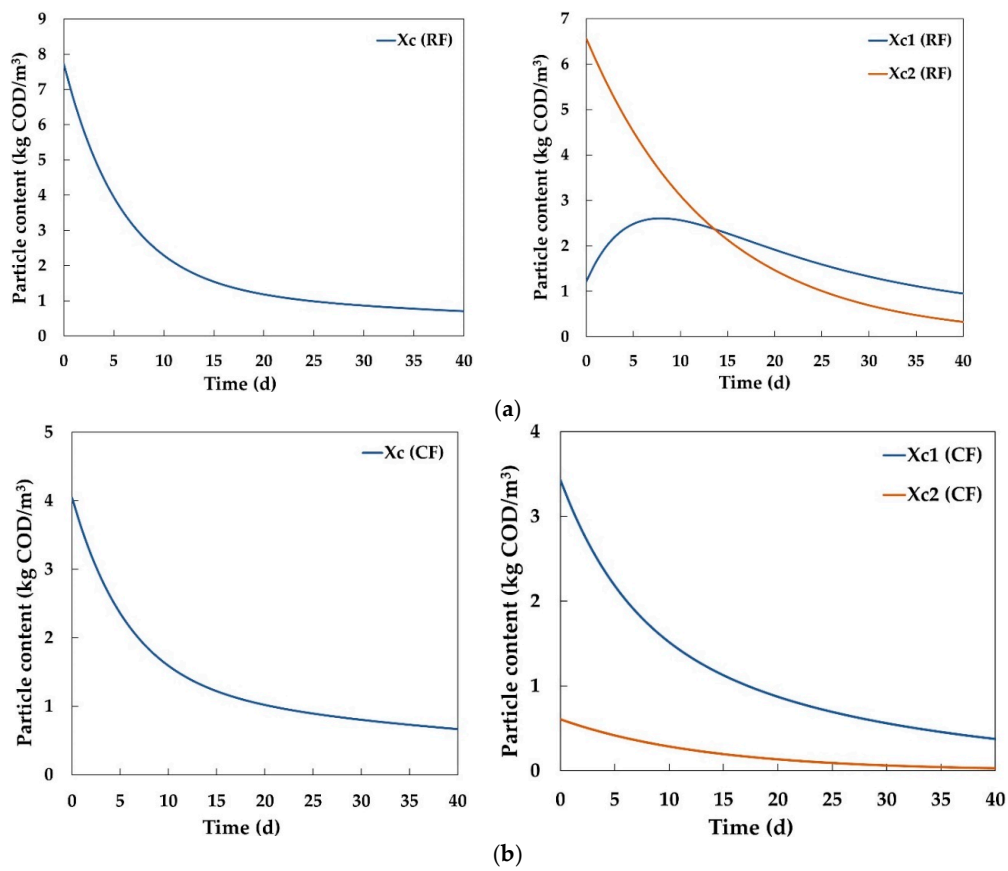 Xc (RF)
Particle content (kg COD/m³)
9
8
7
6
5
4
3
2
1
0
0 5 10 15 20 25 30 35 40
Time (d)
Xc1 (RF)
Xc2 (RF)
Particle content (kg COD/m³)
7
6
5
4
3
2
1
0
0 5 10 15 20 25 30 35 40
Time (d)
(a)
Xc (CF)
Particle content (kg COD/m³)
5
4
3
2
1
0
0 5 10 15 20 25 30 35 40
Time (d)
Xc1 (CF)
Xc2 (CF)
Particle content (kg COD/m³)
4
3
2
1
0
0 5 10 15 20 25 30 35 40
Time (d)
(b)